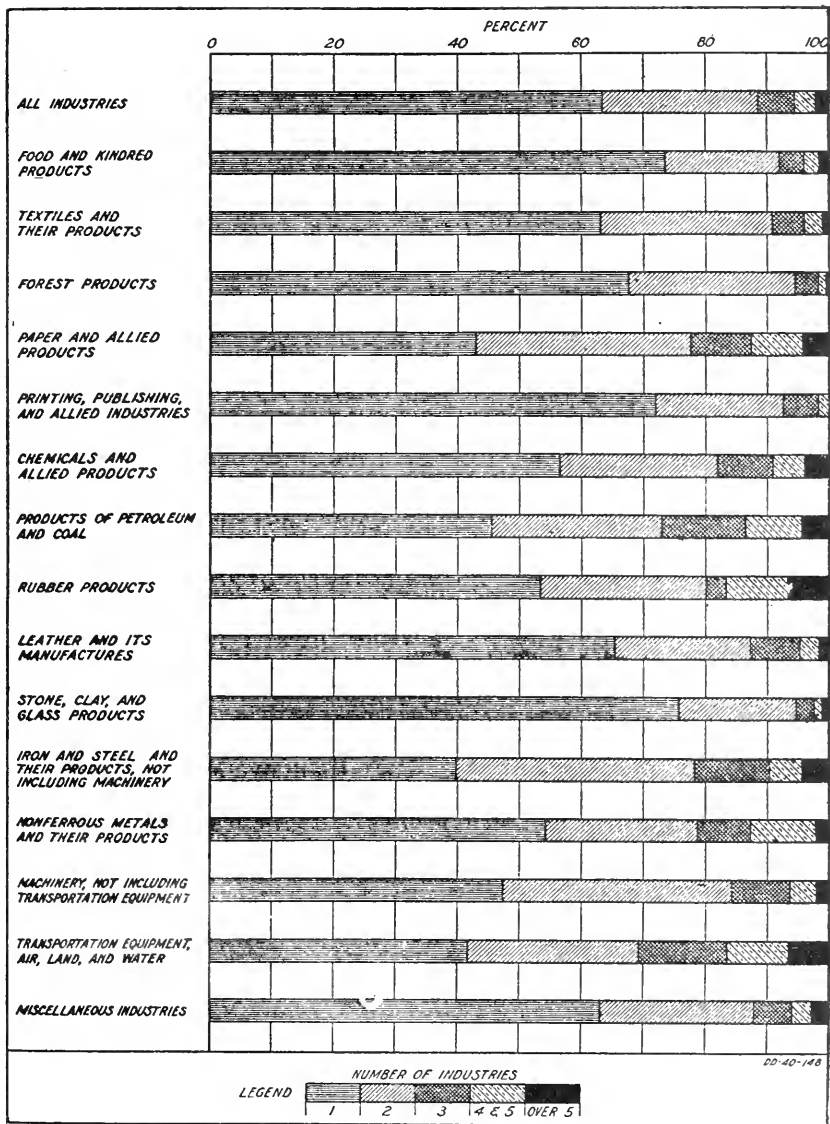 PERCENT
0 20 40 60 80 100
ALL INDUSTRIES
FOOD AND KINDRED
PRODUCTS
TEXTILES AND
THEIR PRODUCTS
FOREST PRODUCTS
PAPER AND ALLIED
PRODUCTS
PRINTING, PUBLISHING,
AND ALLIED INDUSTRIES
CHEMICALS AND
ALLIED PRODUCTS
PRODUCTS OF PETROLEUM
AND COAL
RUBBER PRODUCTS
LEATHER AND ITS
MANUFACTURES
STONE, CLAY, AND
GLASS PRODUCTS
IRON AND STEEL AND
THEIR PRODUCTS, NOT
INCLUDING MACHINERY
NONFERROUS METALS
AND THEIR PRODUCTS
MACHINERY, NOT INCLUDING
TRANSPORTATION EQUIPMENT
TRANSPORTATION EQUIPMENT,
AIR, LAND, AND WATER
MISCELLANEOUS INDUSTRIES
DD-40-148
NUMBER OF INDUSTRIES
LEGEND
1 2 3 4 & 5 OVER 5